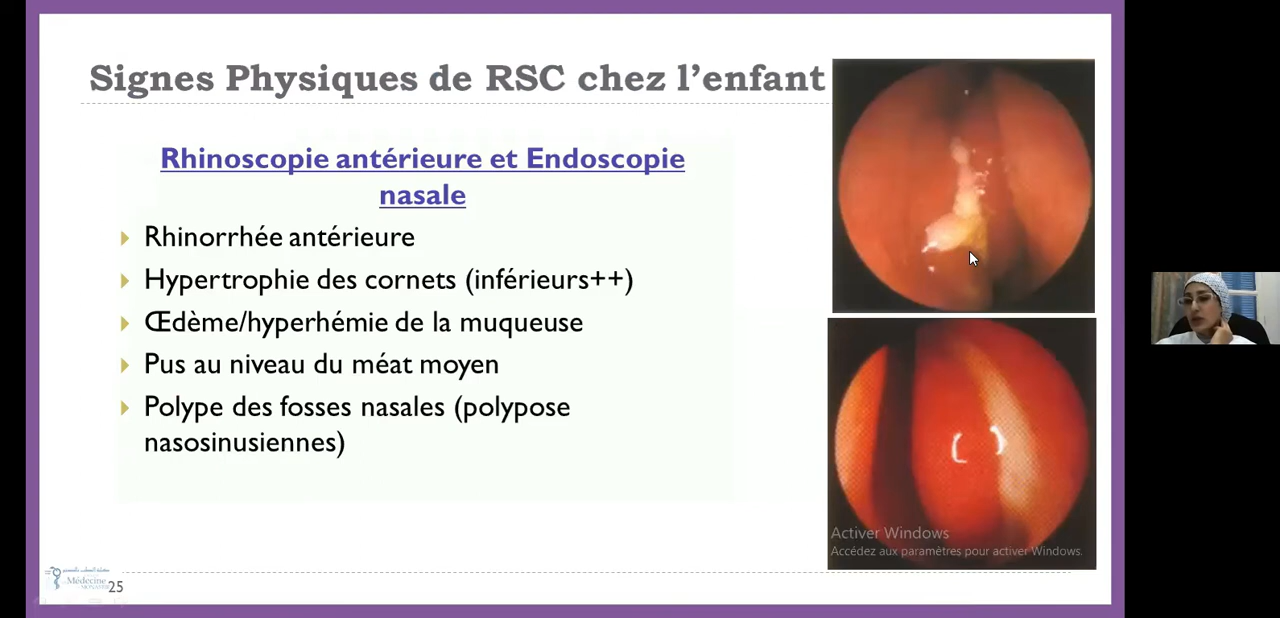 Signes Physiques de RSC chez l’enfant
Rhinoscopie antérieure et Endoscopie
nasale
Rhinorrhée antérieure
Hypertrophie des cornets (inférieurs++)
Œdème/hyperhémie de la muqueuse
Pus au niveau du méat moyen
Polype des fosses nasales (polypose
nasosinusiennes)
Activer Windows
Accédez aux paramètres pour activer Windows.
Médecine
25